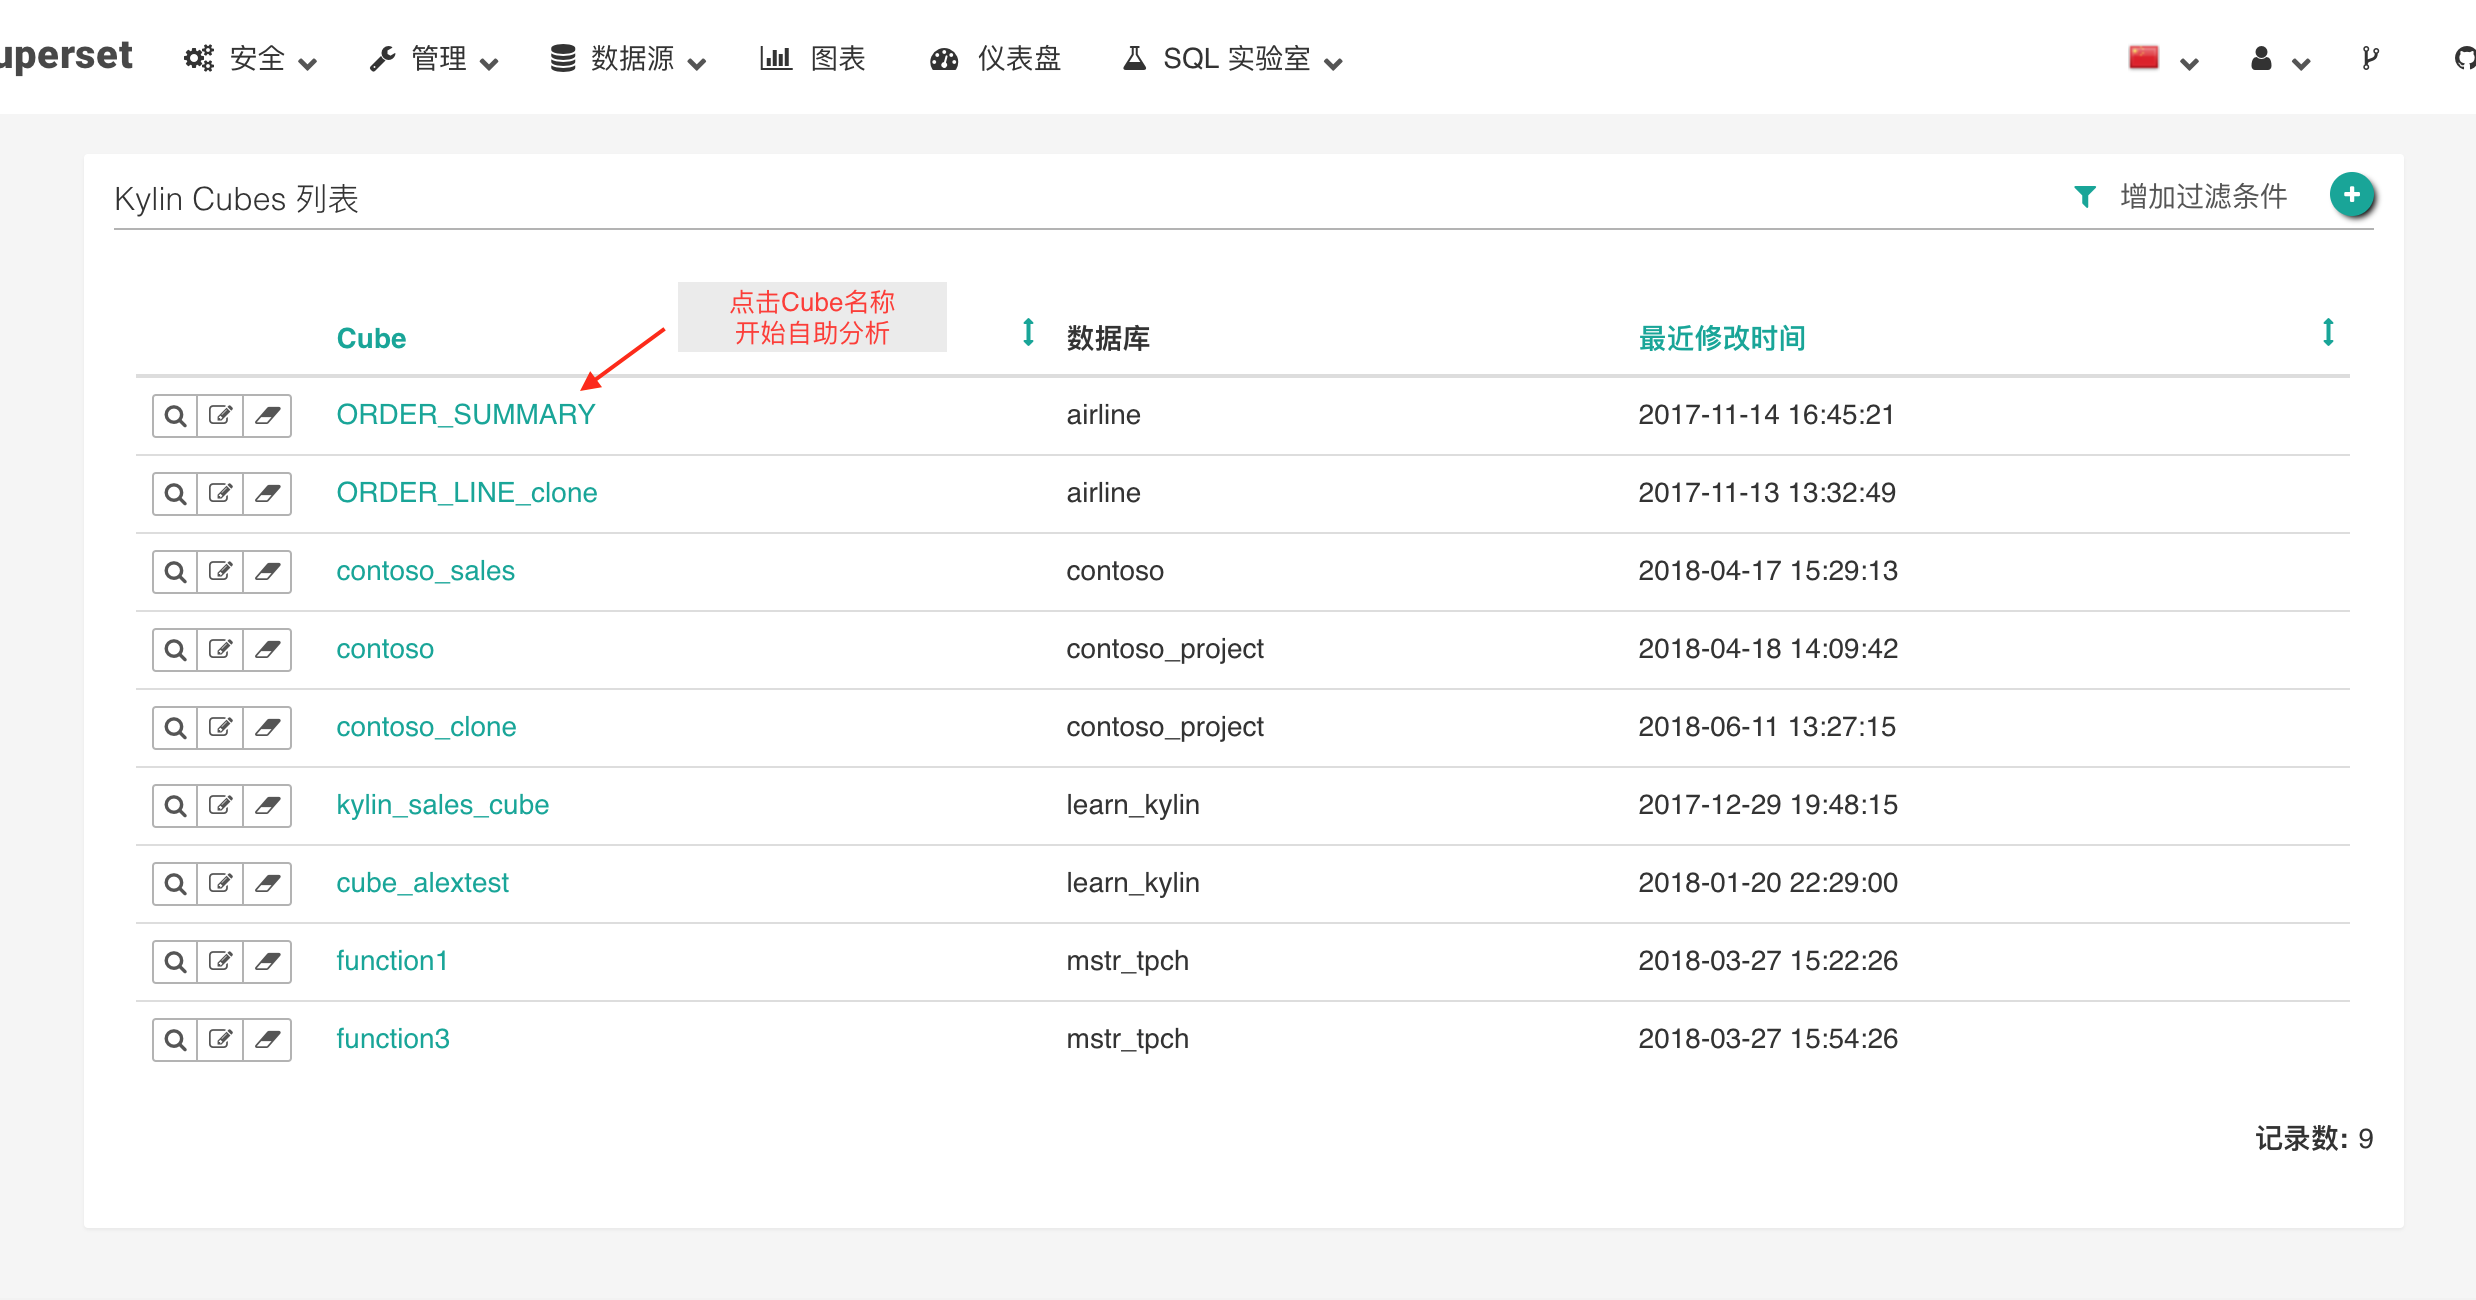 uperset 安全 管理 数据源 图表 仪表盘 SQL 实验室
Kylin Cubes 列表 增加过滤条件
点击Cube名称
开始自助分析
Cube 数据库 最近修改时间
ORDER_SUMMARY airline 2017-11-14 16:45:21
ORDER_LINE_clone airline 2017-11-13 13:32:49
contoso_sales contoso 2018-04-17 15:29:13
contoso contoso_project 2018-04-18 14:09:42
contoso_clone contoso_project 2018-06-11 13:27:15
kylin_sales_cube learn_kylin 2017-12-29 19:48:15
cube_alextest learn_kylin 2018-01-20 22:29:00
function1 mstr_tpch 2018-03-27 15:22:26
function3 mstr_tpch 2018-03-27 15:54:26
记录数: 9